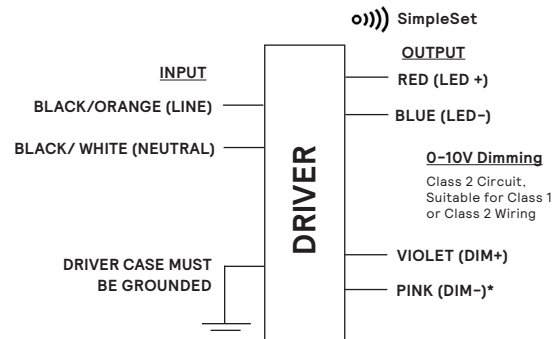 SimpleSet
INPUT
BLACK/ORANGE (LINE)
BLACK/ WHITE (NEUTRAL)
DRIVER CASE MUST
BE GROUNDED
DRIVER
OUTPUT
RED (LED +)
BLUE (LED-)
0-10V Dimming
Class 2 Circuit,
Suitable for Class 1
or Class 2 Wiring
VIOLET (DIM+)
PINK (DIM-)*